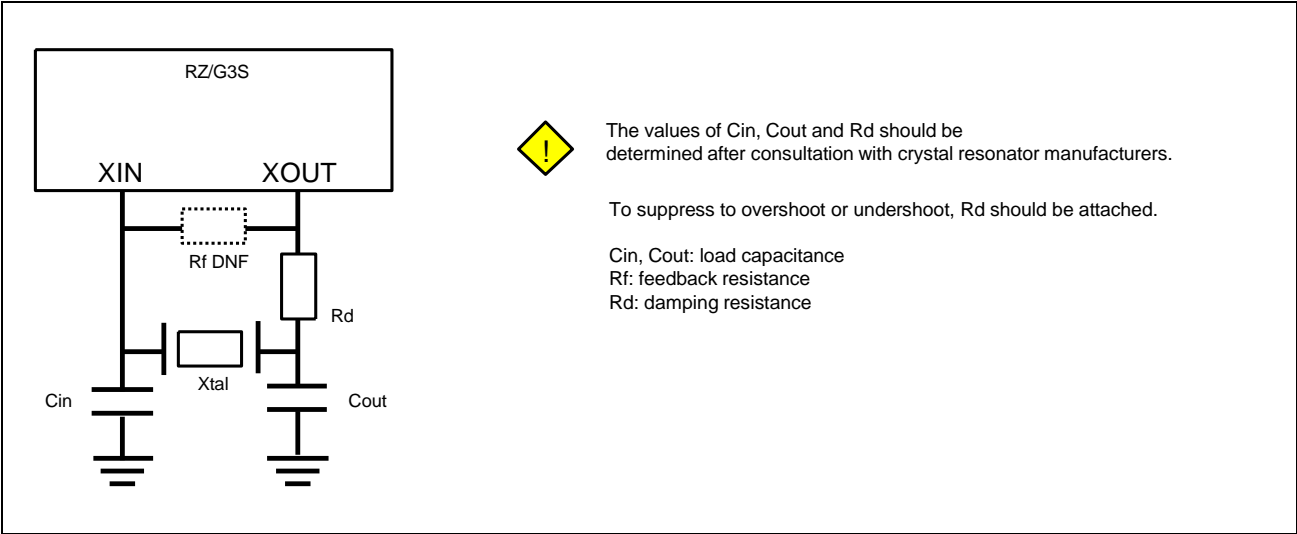 RZ/G3S
XIN
XOUT
Rf DNF
Rd
Xtal
Cin
Cout
!
The values of Cin, Cout and Rd should be
determined after consultation with crystal resonator manufacturers.
To suppress to overshoot or undershoot, Rd should be attached.
Cin, Cout: load capacitance
Rf: feedback resistance
Rd: damping resistance